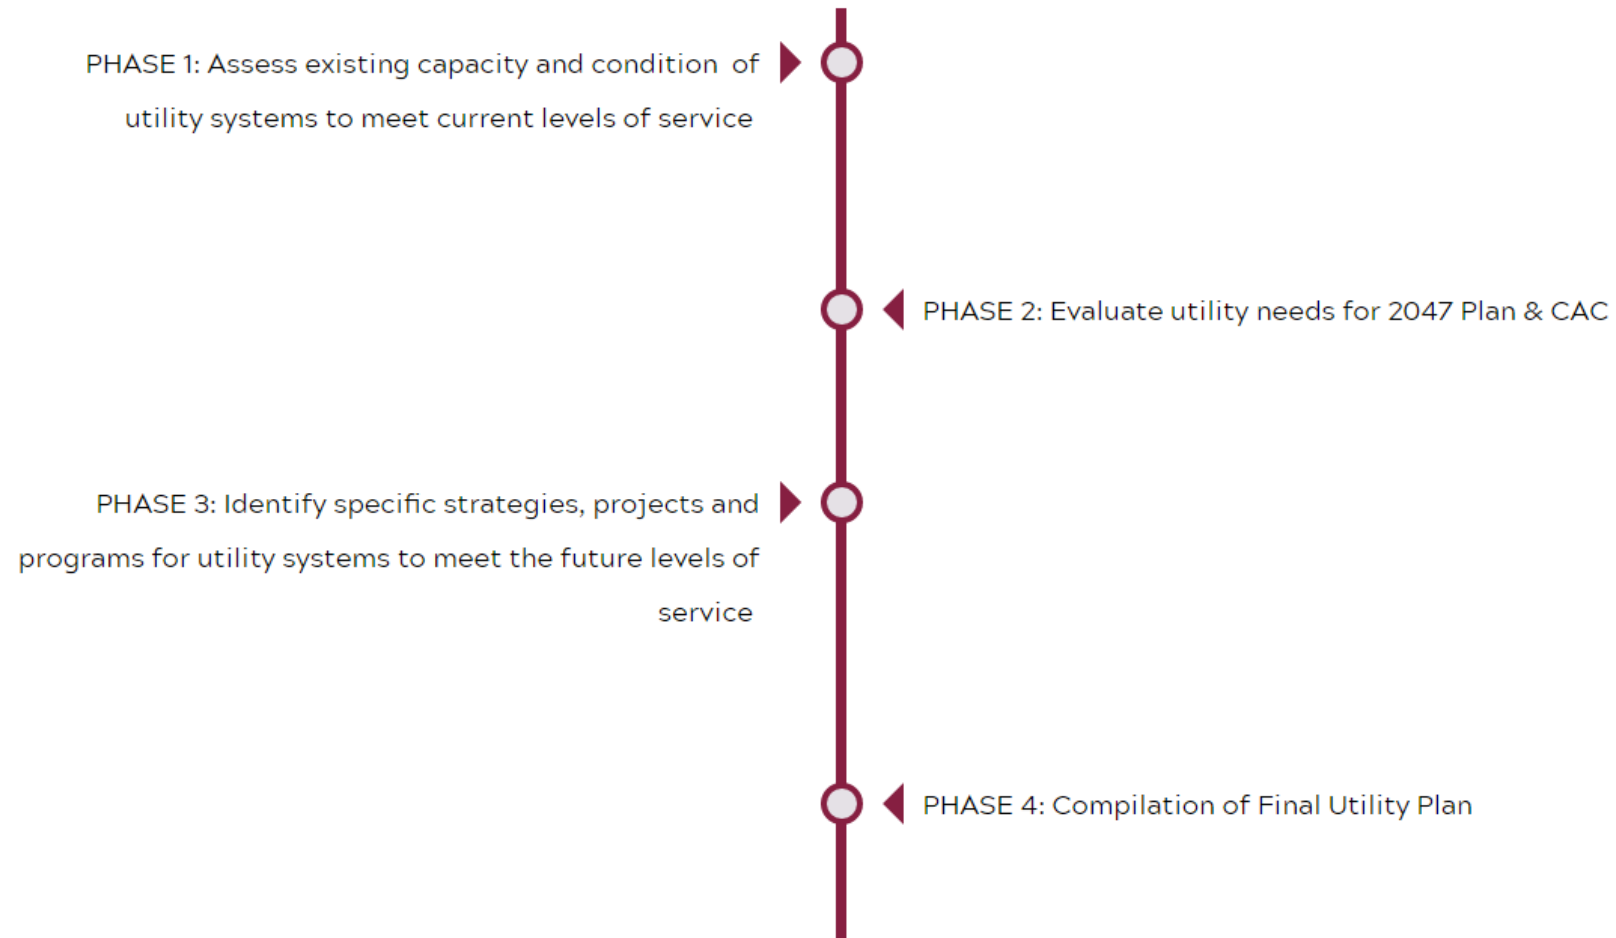 PHASE 1: Assess existing capacity and condition of
utility systems to meet current levels of service
PHASE 2: Evaluate utility needs for 2047 Plan & CAC
PHASE 3: Identify specific strategies, projects and
programs for utility systems to meet the future levels of
service
PHASE 4: Compilation of Final Utility Plan